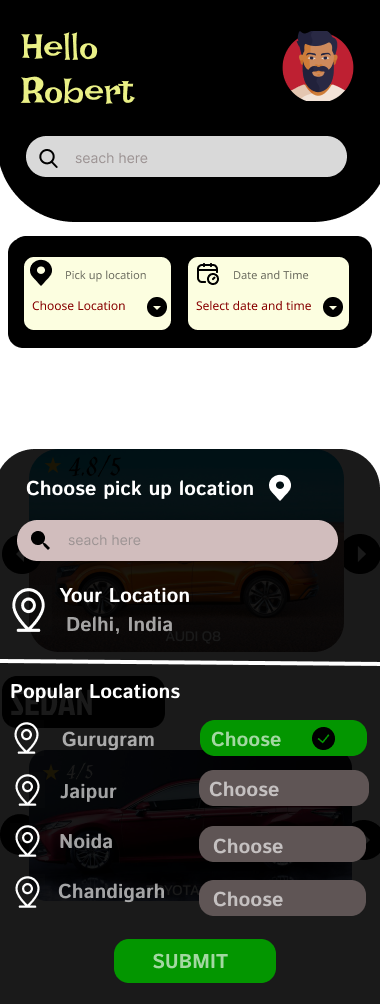 Hello
Robert
seach here
Pick up location
Date and Time
Choose Location
Select date and time
4.8/5
Choose pick up location
seach here
Your Location
Delhi, India
AUDI Q8
Popular Locations
SEDAN
Gurugram
Choose
4/5
Jaipur
Choose
Noida
Choose
Chandigarh
Choose
SUBMIT